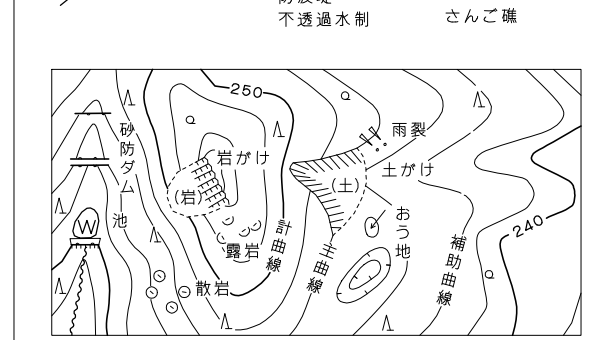 防波堤
不透過水制
さんご礁
250
雨裂
砂防ダム
岩がけ
土がけ
(岩)
(土)
池
W
おう地
計曲線
露岩
主曲線
補助曲線
240
散岩